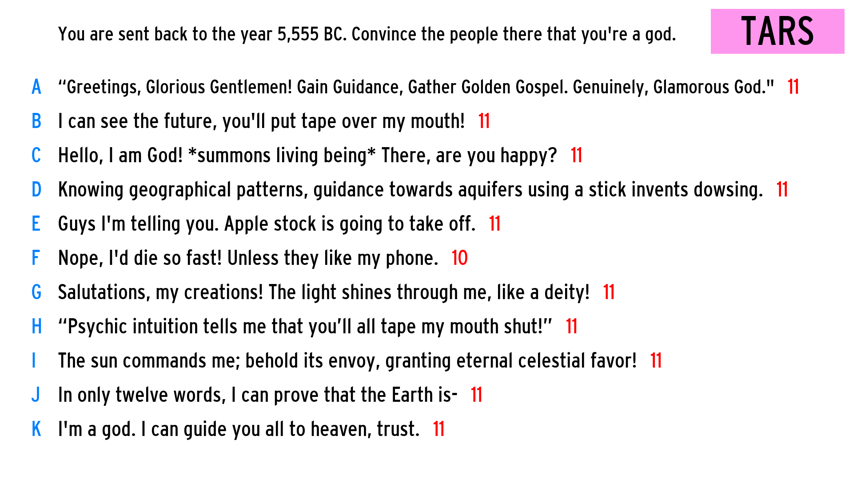 You are sent back to the year 5,555 BC. Convince the people there that you're a god.
TARS
A “Greetings, Glorious Gentlemen! Gain Guidance, Gather Golden Gospel. Genuinely, Glamorous God." 11
B I can see the future, you'll put tape over my mouth! 11
C Hello, I am God! *summons living being* There, are you happy? 11
D Knowing geographical patterns, guidance towards aquifers using a stick invents dowsing. 11
E Guys I'm telling you. Apple stock is going to take off. 11
F Nope, I'd die so fast! Unless they like my phone. 10
G Salutations, my creations! The light shines through me, like a deity! 11
H “Psychic intuition tells me that you’ll all tape my mouth shut!” 11
I The sun commands me; behold its envoy, granting eternal celestial favor! 11
J In only twelve words, I can prove that the Earth is- 11
K I'm a god. I can guide you all to heaven, trust. 11